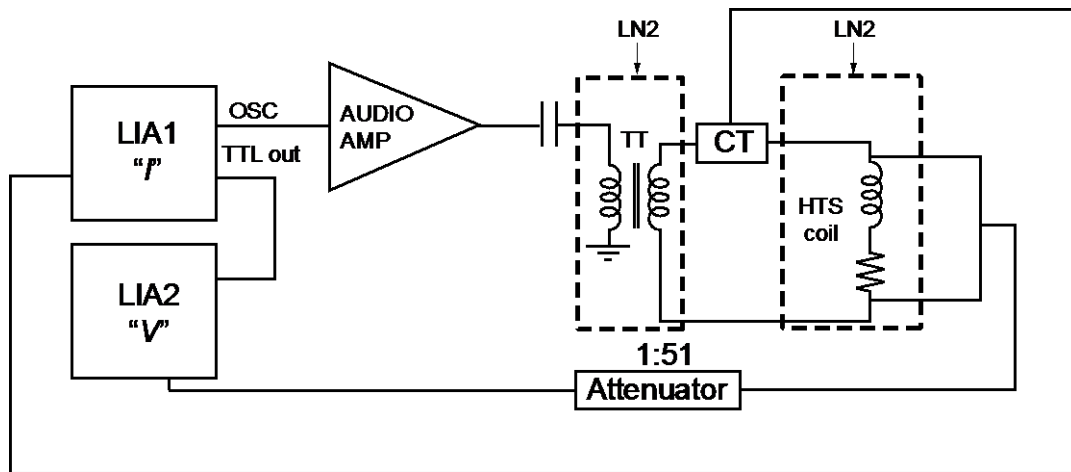 LN2
LN2
LIA1
“I”
OSC
TTL out
AUDIO
AMP
TT
CT
HTS
coil
LIA2
“V”
1:51
Attenuator